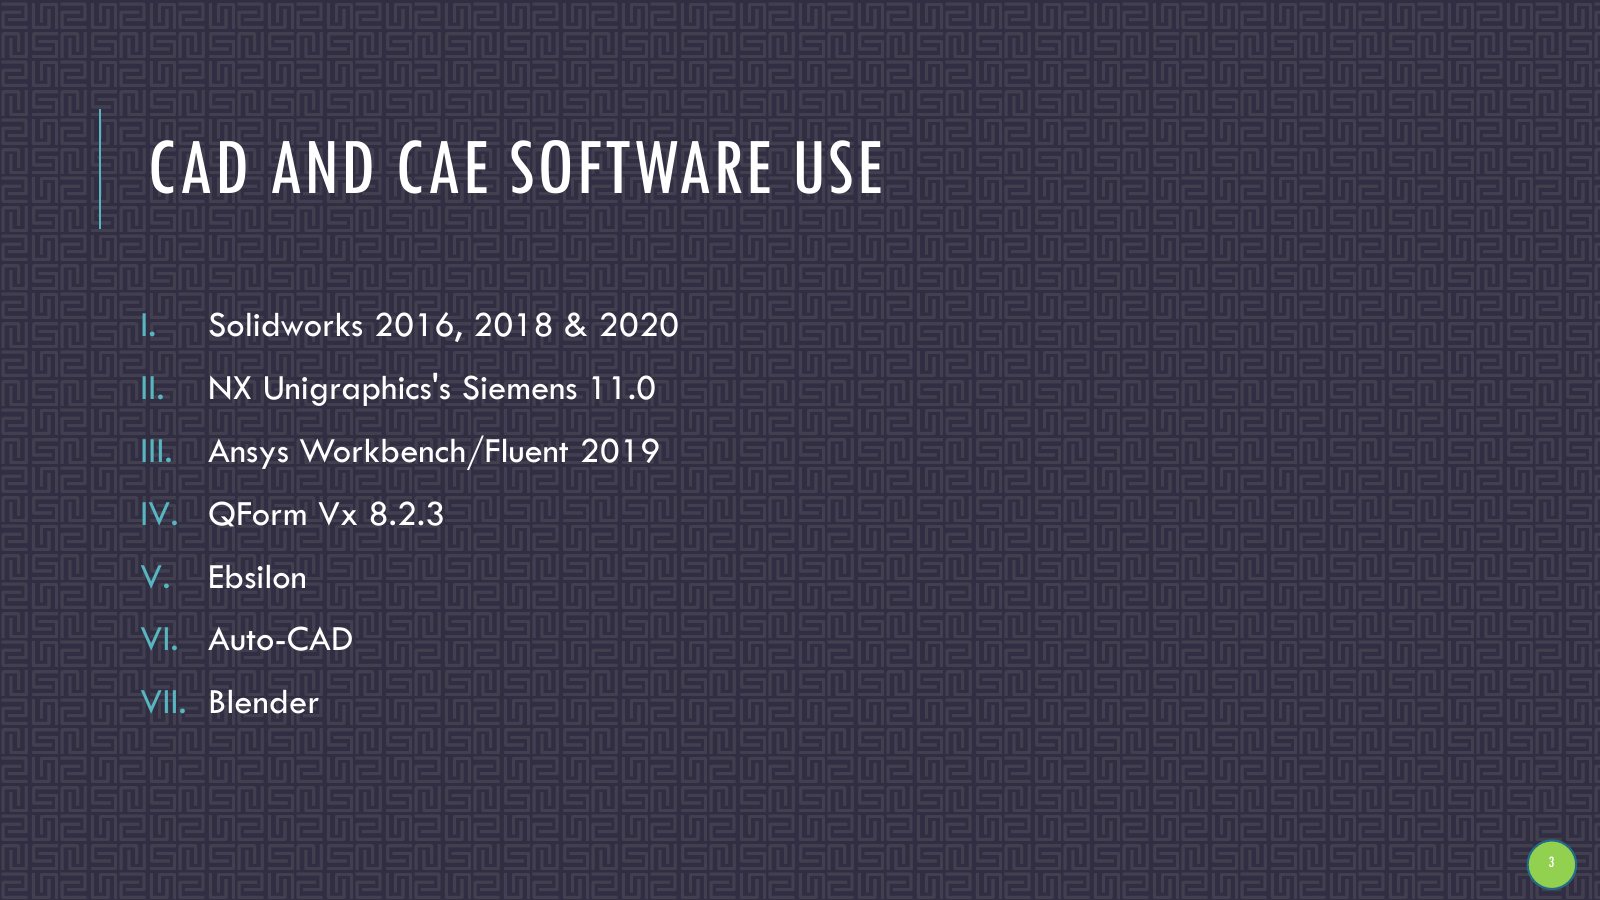 CAD AND CAE SOFTWARE USE
I. Solidworks 2016, 2018 & 2020
II. NX Unigraphics's Siemens 11.0
III. Ansys Workbench/Fluent 2019
IV. QForm Vx 8.2.3
V. Ebsilon
VI. Auto-CAD
VII. Blender
3